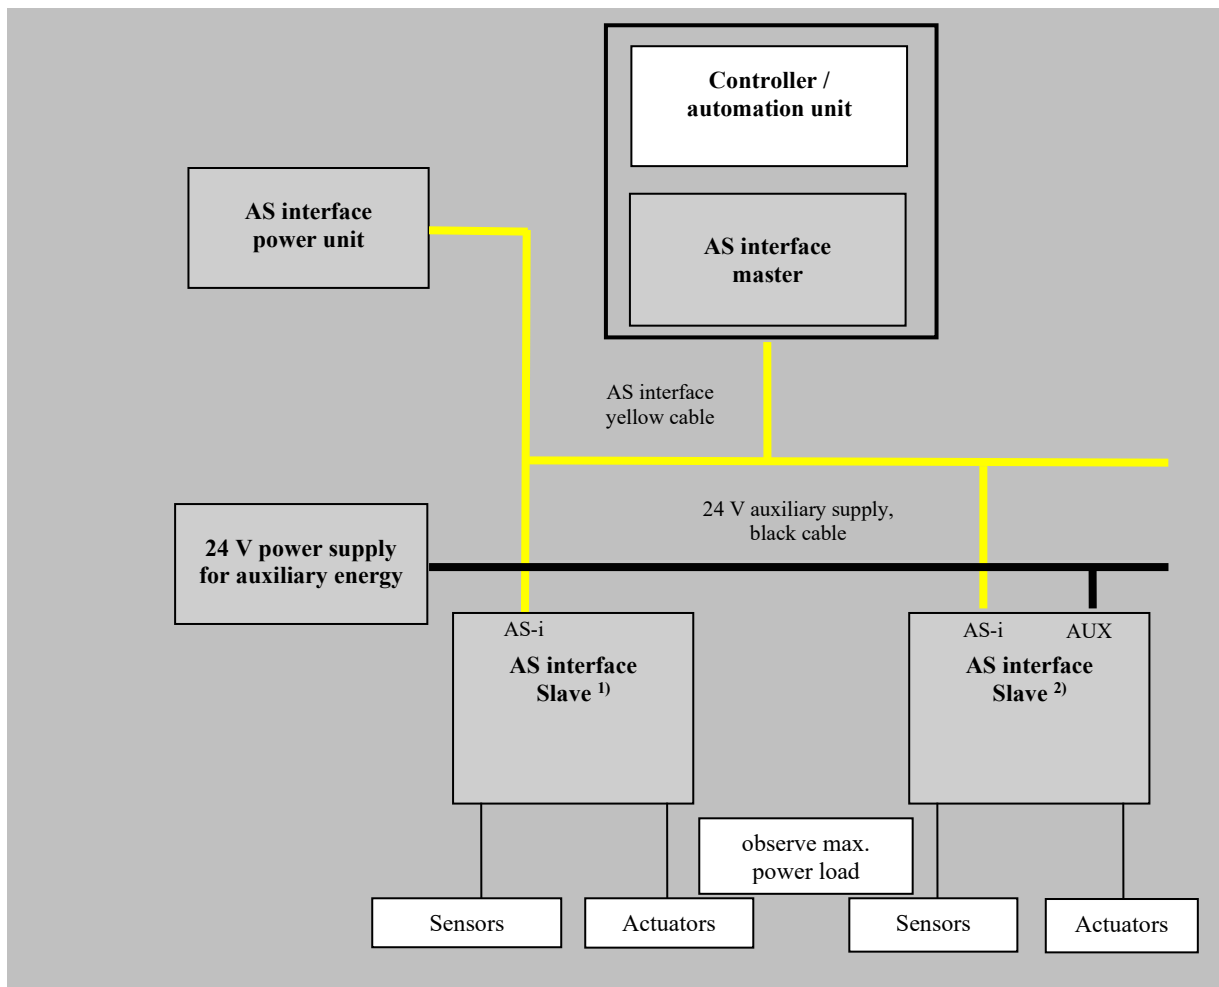 Controller /
automation unit
AS interface
power unit
AS interface
master
AS interface
yellow cable
24 V auxiliary supply,
black cable
24 V power supply
for auxiliary energy
AS-i
AS interface
Slave 1)
AS-i AUX
AS interface
Slave 2)
observe max.
power load
Sensors
Actuators
Sensors
Actuators